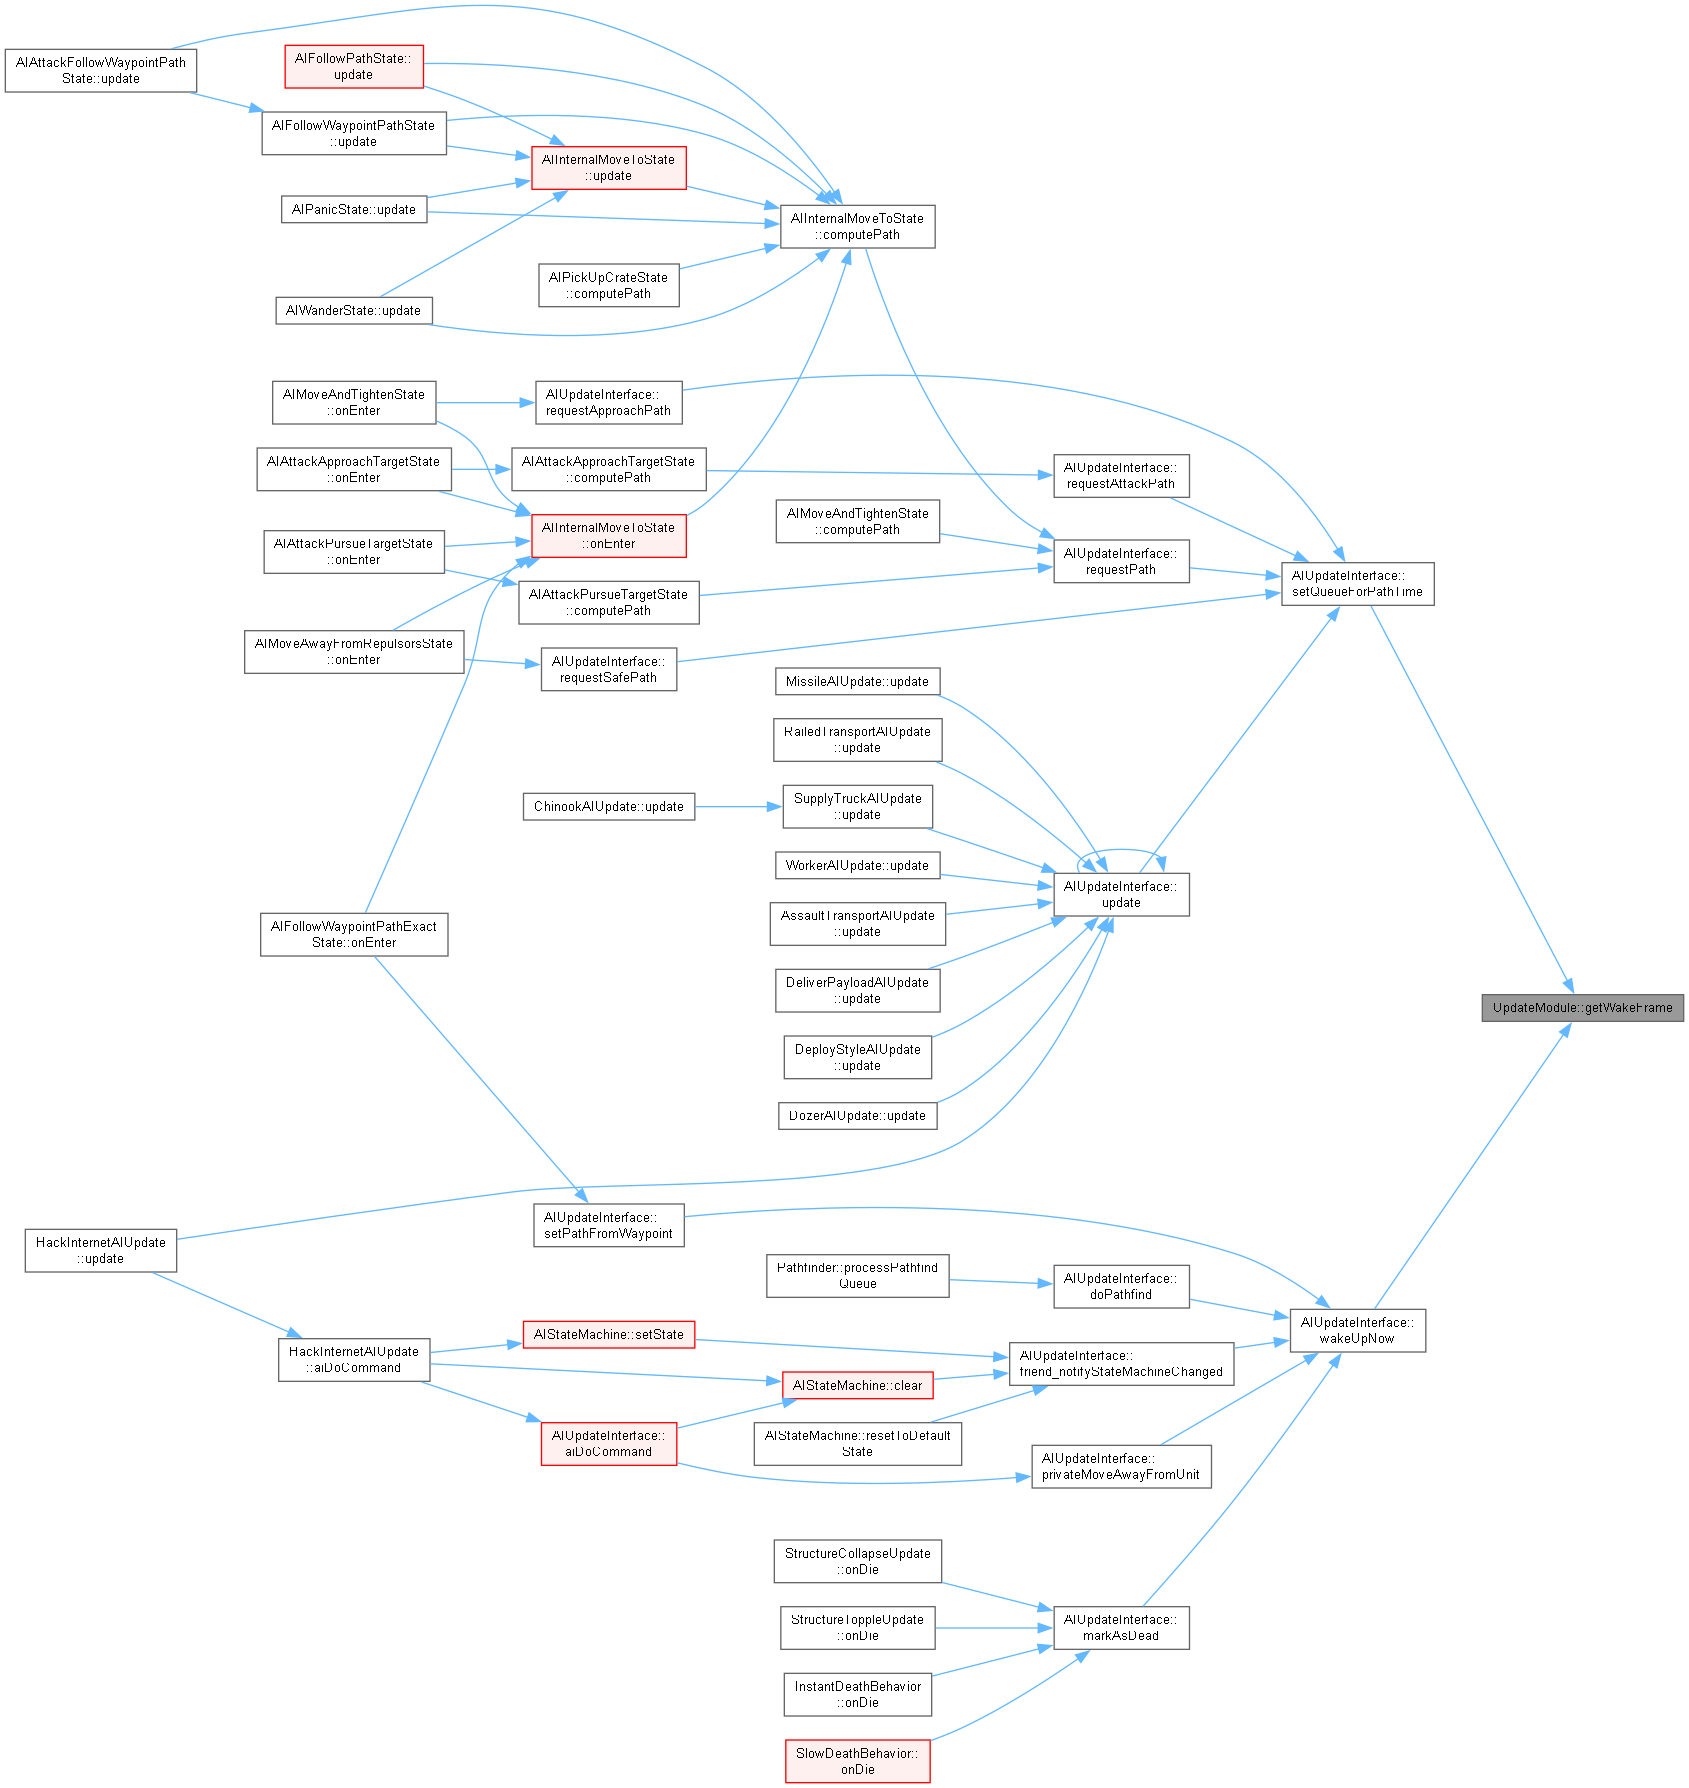 AIAttackFollowWaypointPath
State::update
AIFollowPathState::
update
AIFollowWaypointPathState
::update
AIInternalMoveToState
::update
AIPanicState::update
AIInternalMoveToState
::computePath
AIPickUpCrateState
::computePath
AIWanderState::update
AIMoveAndTightenState
::onEnter
AIUpdateInterface::
requestApproachPath
AIAttackApproachTargetState
::onEnter
AIAttackApproachTargetState
::computePath
AIUpdateInterface::
requestAttackPath
AIMoveAndTightenState
::computePath
AIInternalMoveToState
::onEnter
AIAttackPursueTargetState
::onEnter
AIUpdateInterface::
requestPath
AIUpdateInterface::
setQueueForPathTime
AIAttackPursueTargetState
::computePath
AIMoveAwayFromRepulsorsState
::onEnter
AIUpdateInterface::
requestSafePath
MissileAIUpdate::update
RailedTransportAIUpdate
::update
ChinookAIUpdate::update
SupplyTruckAIUpdate
::update
WorkerAIUpdate::update
AIUpdateInterface::
update
AssaultTransportAIUpdate
::update
AIFollowWaypointPathExact
State::onEnter
DeliverPayloadAIUpdate
::update
UpdateModule::getWakeFrame
DeployStyleAIUpdate
::update
DozerAIUpdate::update
AIUpdateInterface::
setPathFromWaypoint
HackInternetAIUpdate
::update
Pathfinder::processPathfind
Queue
AIUpdateInterface::
doPathfind
AIUpdateInterface::
wakeUpNow
AIStateMachine::setState
HackInternetAIUpdate
::aiDoCommand
AIUpdateInterface::
friend_notifyStateMachineChanged
AIStateMachine::clear
AIUpdateInterface::
aiDoCommand
AIStateMachine::resetToDefault
State
AIUpdateInterface::
privateMoveAwayFromUnit
StructureCollapseUpdate
::onDie
StructureToppleUpdate
::onDie
AIUpdateInterface::
markAsDead
InstantDeathBehavior
::onDie
SlowDeathBehavior::
onDie